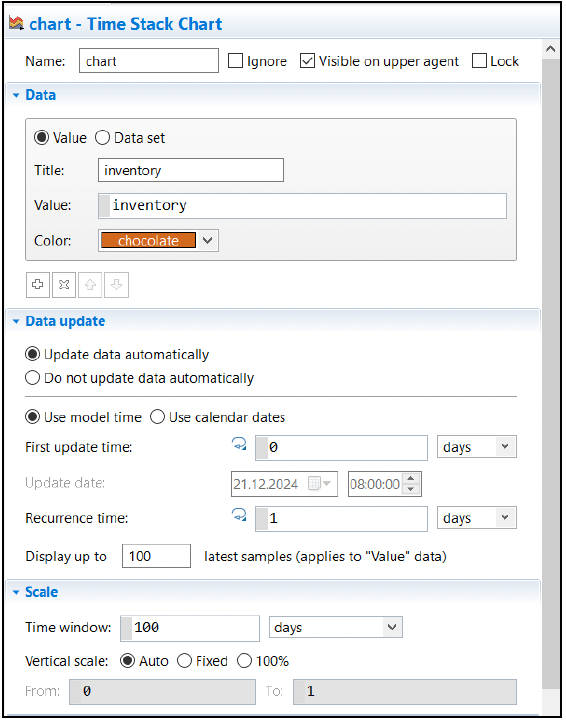 chart - Time Stack Chart
Name: chart Ignore Visible on upper agent Lock
Data
Value Data set
Title: inventory
Value: inventory
Color: chocolate
Data update
Update data automatically
Do not update data automatically
Use model time Use calendar dates
First update time: 0 days
Update date: 21.12.2024 08:00:00
Recurrence time: 1 days
Display up to 100 latest samples (applies to "Value" data)
Scale
Time window: 100 days
Vertical scale: Auto Fixed 100%
From: 0 To: 1